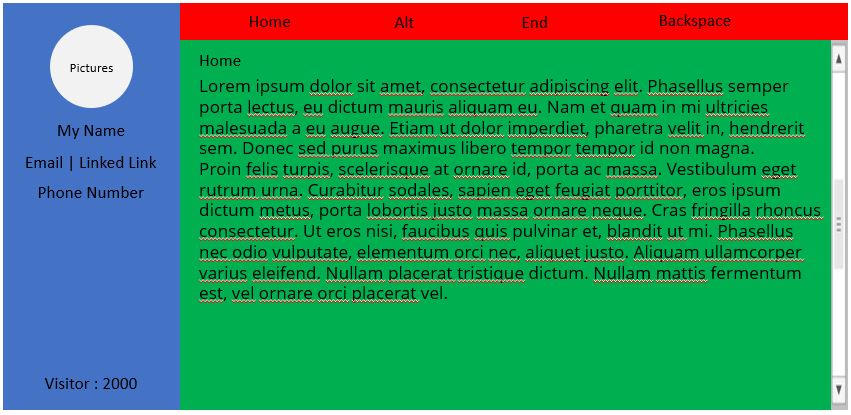 Home Alt End Backspace
Pictures
My Name
Email | Linked Link
Phone Number
Visitor : 2000
Home
Lorem ipsum dolor sit amet, consectetur adipiscing elit. Phasellus semper
porta lectus, eu dictum mauris aliquam eu. Nam et quam in mi ultricies
malesuada a eu augue. Etiam ut dolor imperdiet, pharetra velit in, hendrerit
sem. Donec sed purus maximus libero tempor tempor id non magna.
Proin felis turpis, scelerisque at ornare id, porta ac massa. Vestibulum eget
rutrum urna. Curabitur sodales, sapien eget feugiat porttitor, eros ipsum
dictum metus, porta lobortis justo massa ornare neque. Cras fringilla rhoncus
consectetur. Ut eros nisi, faucibus quis pulvinar et, blandit ut mi. Phasellus
nec odio vulputate, elementum orci nec, aliquet justo. Aliquam ullamcorper
varius eleifend. Nullam placerat tristique dictum. Nullam mattis fermentum
est, vel ornare orci placerat vel.